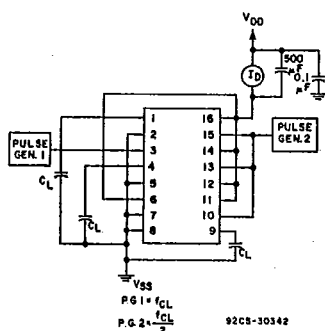 VDD
500
µF
0.1
µF
ID
1
2
3
4
5
6
7
8
16
15
14
13
12
11
10
9
PULSE
GEN. 1
PULSE
GEN. 2
CL
CL
CL
VSS
P.G 1 = fCL
P.G. 2 = fCL
2
92CS-30342